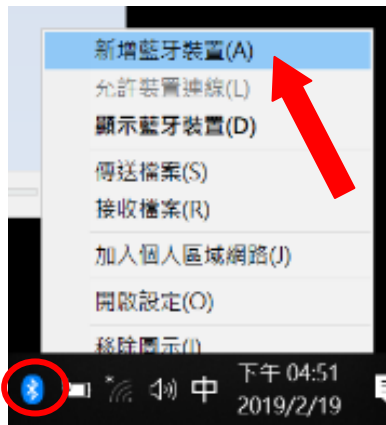 新增藍牙裝置(A)
允許裝置連線(L)
顯示藍牙裝置(D)
傳送檔案(S)
接收檔案(R)
加入個人區域網路(J)
開啟設定(O)
移除圖示(I)
中
下午 04:51
2019/2/19